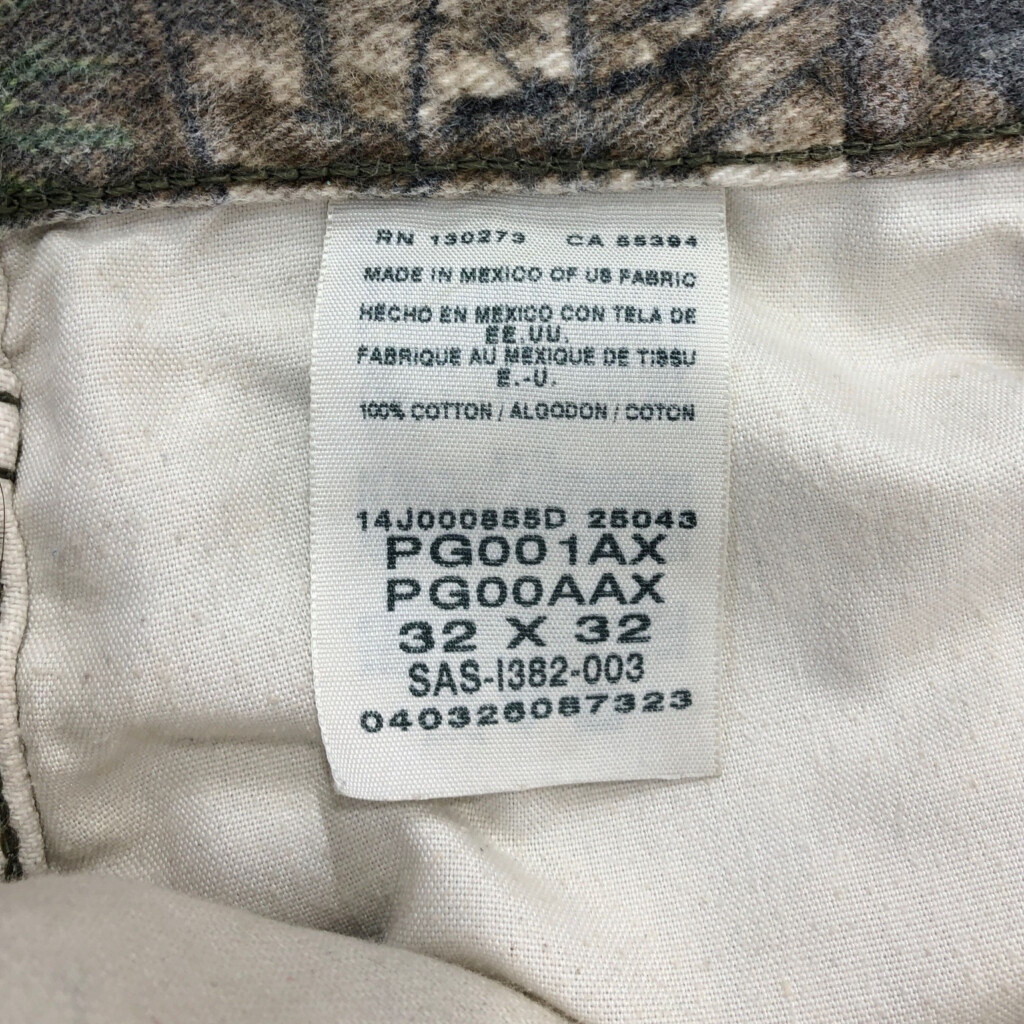 RN 130273 CA 55394
MADE IN MEXICO OF US FABRIC
HECHO EN MEXICO CON TELA DE
EE.UU.
FABRIQUE AU MEXIQUE DE TISSU
E.-U.
100% COTTON / ALGODON / COTON
14J000855D 25043
PG001AX
PG00AAX
32 X 32
SAS-I382-003
040326087323